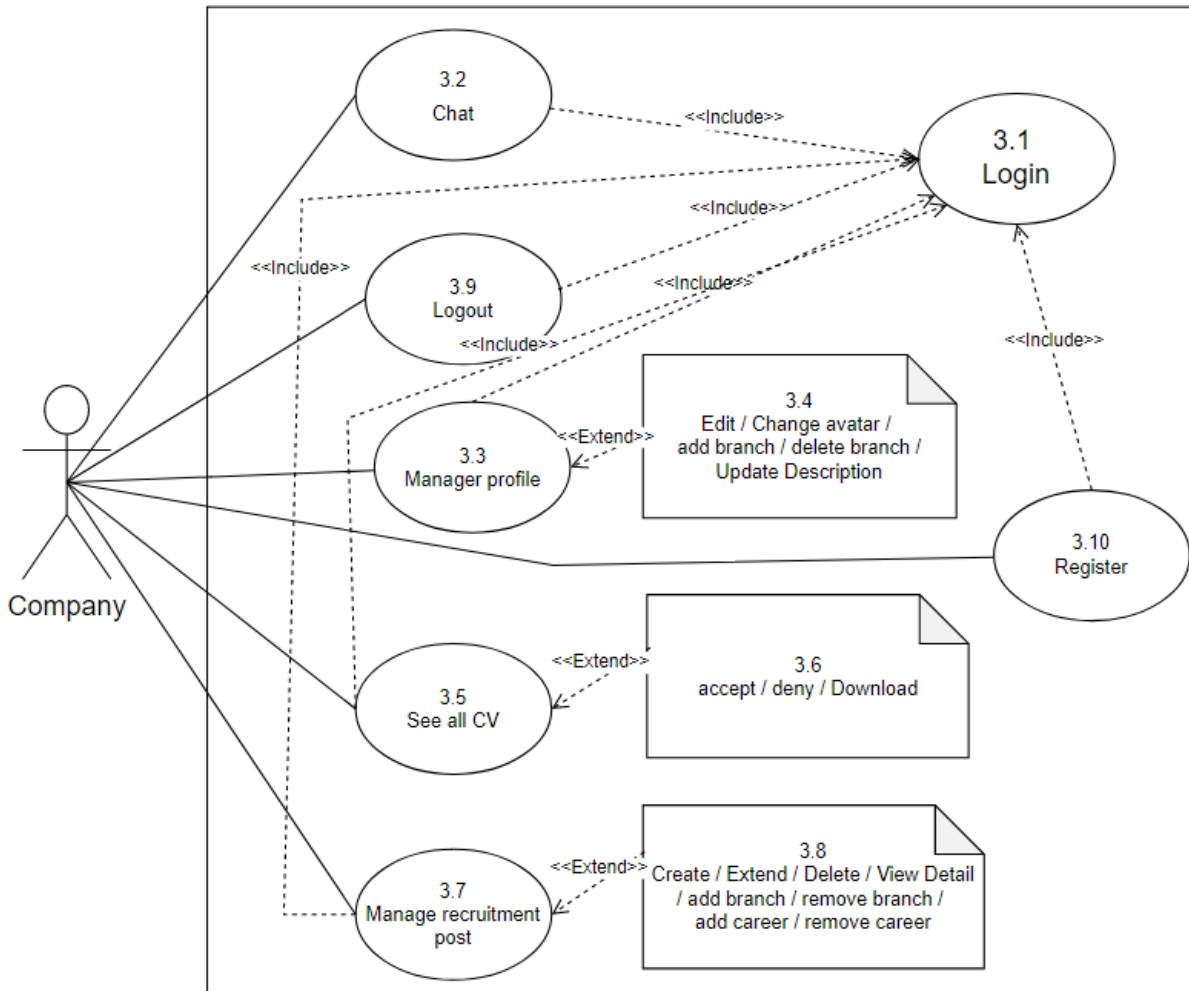 3.2
Chat
<<Include>>
3.1
Login
<<Include>>
<<Include>>
3.9
Logout
<<Include>>
<<Include>>
<<Include>>
3.4
Edit / Change avatar /
add branch / delete branch /
Update Description
<<Extend>>
3.3
Manager profile
3.10
Register
Company
3.6
accept / deny / Download
<<Extend>>
3.5
See all CV
3.8
Create / Extend / Delete / View Detail
/ add branch / remove branch /
add career / remove career
<<Extend>>
3.7
Manage recruitment
post